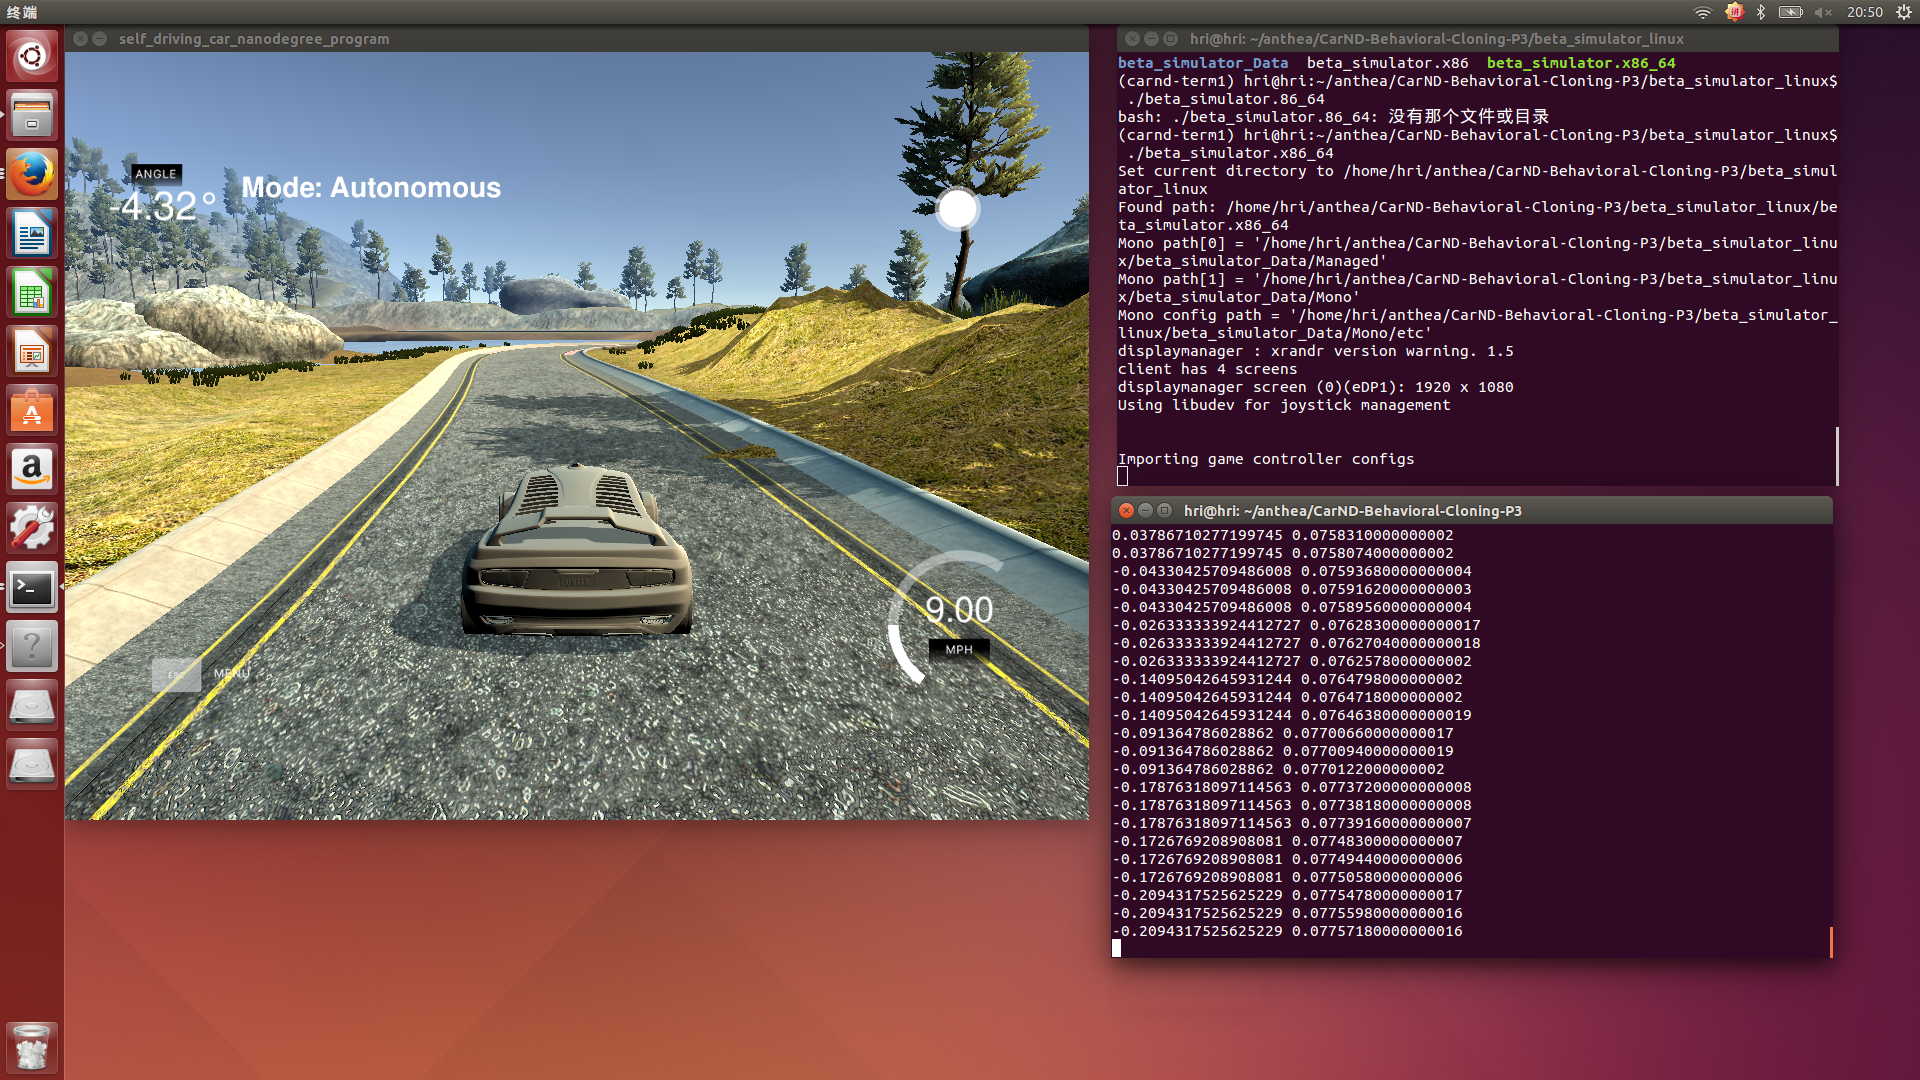 终端
20:50
self_driving_car_nanodegree_program
ANGLE
-4.32°
Mode: Autonomous
9.00
MPH
ESC
MENU
hri@hri: ~/anthea/CarND-Behavioral-Cloning-P3/beta_simulator_linux
beta_simulator_Data  beta_simulator.x86  beta_simulator.x86_64
(carnd-term1) hri@hri:~/anthea/CarND-Behavioral-Cloning-P3/beta_simulator_linux$
 ./beta_simulator.86_64
bash: ./beta_simulator.86_64: 没有那个文件或目录
(carnd-term1) hri@hri:~/anthea/CarND-Behavioral-Cloning-P3/beta_simulator_linux$
 ./beta_simulator.x86_64
Set current directory to /home/hri/anthea/CarND-Behavioral-Cloning-P3/beta_simul
ator_linux
Found path: /home/hri/anthea/CarND-Behavioral-Cloning-P3/beta_simulator_linux/be
ta_simulator.x86_64
Mono path[0] = '/home/hri/anthea/CarND-Behavioral-Cloning-P3/beta_simulator_linu
x/beta_simulator_Data/Managed'
Mono path[1] = '/home/hri/anthea/CarND-Behavioral-Cloning-P3/beta_simulator_linu
x/beta_simulator_Data/Mono'
Mono config path = '/home/hri/anthea/CarND-Behavioral-Cloning-P3/beta_simulator_
linux/beta_simulator_Data/Mono/etc'
displaymanager : xrandr version warning. 1.5
client has 4 screens
displaymanager screen (0)(eDP1): 1920 x 1080
Using libudev for joystick management
Importing game controller configs
hri@hri: ~/anthea/CarND-Behavioral-Cloning-P3
0.03786710277199745 0.0758310000000002
0.03786710277199745 0.0758074000000002
-0.04330425709486008 0.07593680000000004
-0.04330425709486008 0.07591620000000003
-0.04330425709486008 0.07589560000000004
-0.026333333924412727 0.07628300000000017
-0.026333333924412727 0.07627040000000018
-0.026333333924412727 0.0762578000000002
-0.14095042645931244 0.0764798000000002
-0.14095042645931244 0.0764718000000002
-0.14095042645931244 0.07646380000000019
-0.091364786028862 0.07700660000000017
-0.091364786028862 0.07700940000000019
-0.091364786028862 0.0770122000000002
-0.17876318097114563 0.07737200000000008
-0.17876318097114563 0.07738180000000008
-0.17876318097114563 0.07739160000000007
-0.1726769208908081 0.07748300000000007
-0.1726769208908081 0.07749440000000006
-0.1726769208908081 0.07750580000000006
-0.2094317525625229 0.07754780000000017
-0.2094317525625229 0.07755980000000016
-0.2094317525625229 0.07757180000000016